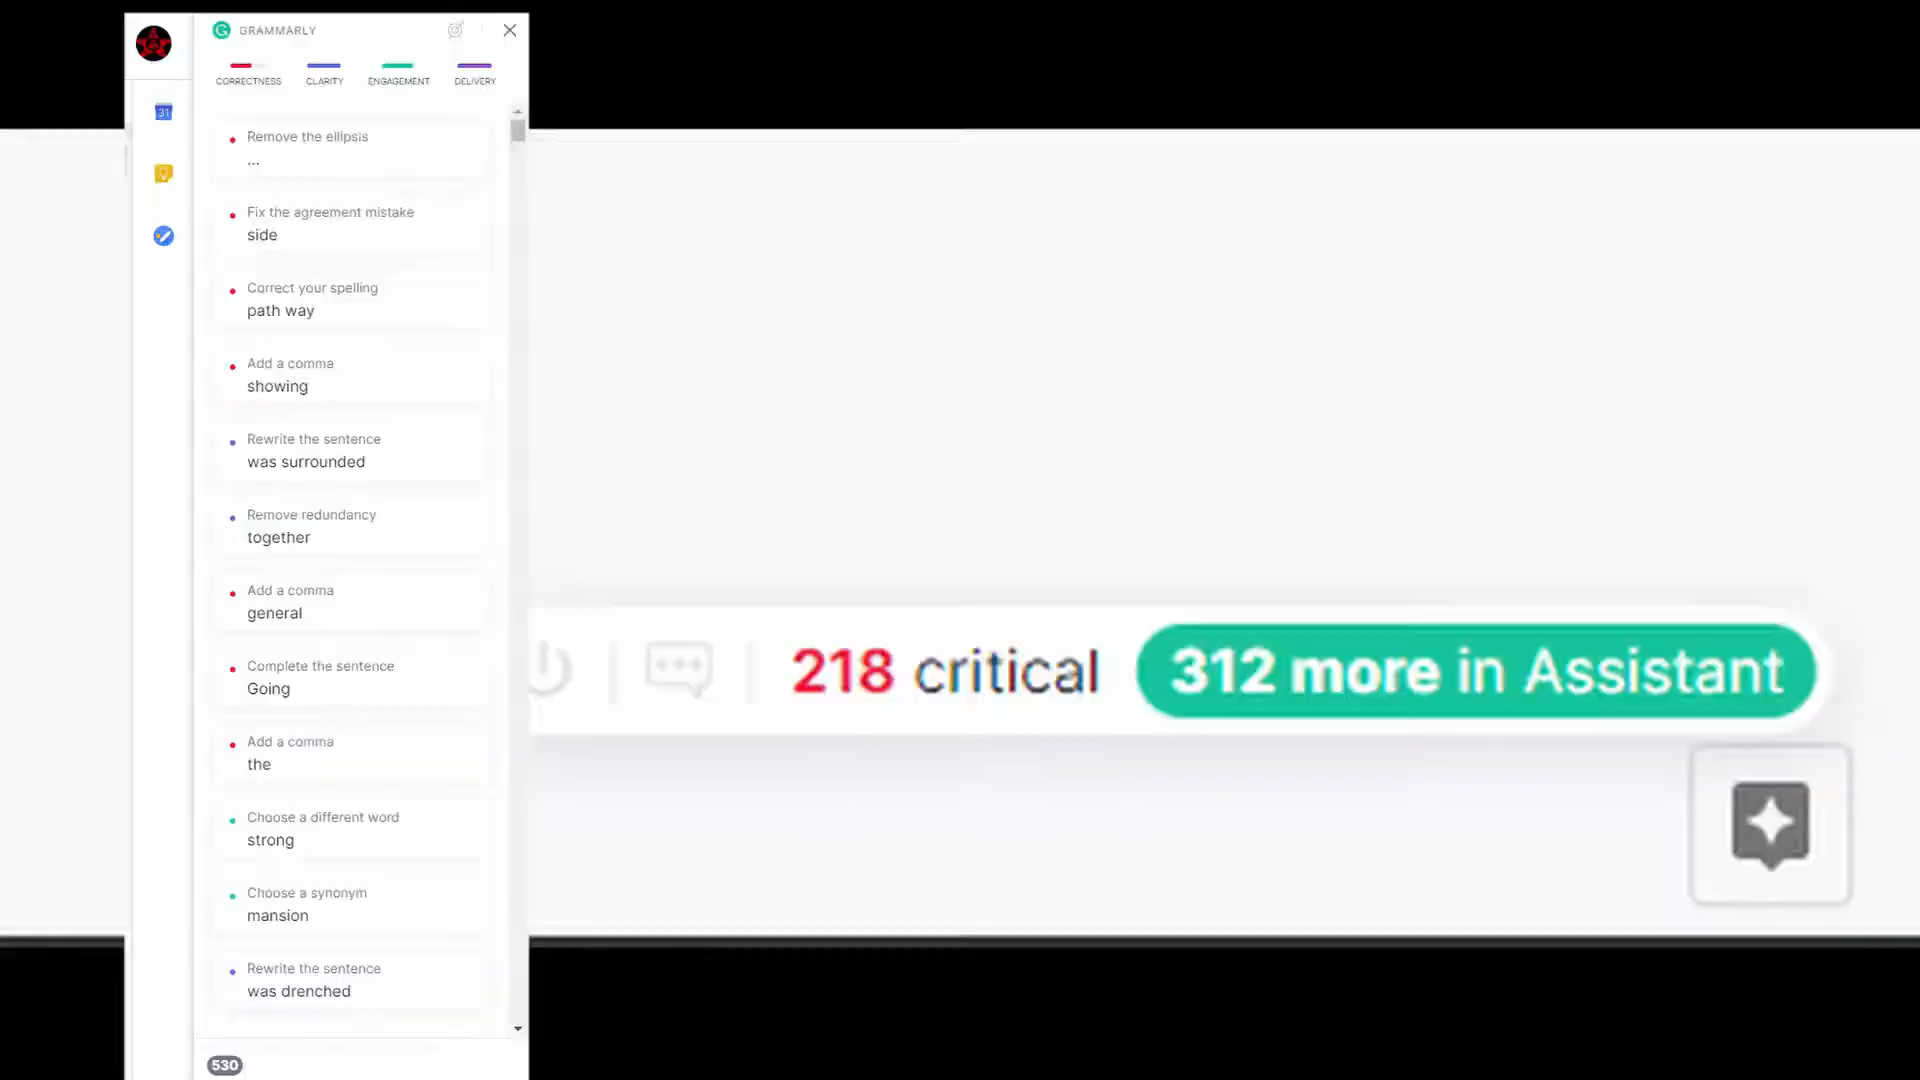 GRAMMARLY
CORRECTNESS CLARITY ENGAGEMENT DELIVERY
31
Remove the ellipsis
...
Fix the agreement mistake
side
Correct your spelling
path way
Add a comma
showing
Rewrite the sentence
was surrounded
Remove redundancy
together
Add a comma
general
Complete the sentence
Going
Add a comma
the
Choose a different word
strong
Choose a synonym
mansion
Rewrite the sentence
was drenched
530
218 critical 312 more in Assistant